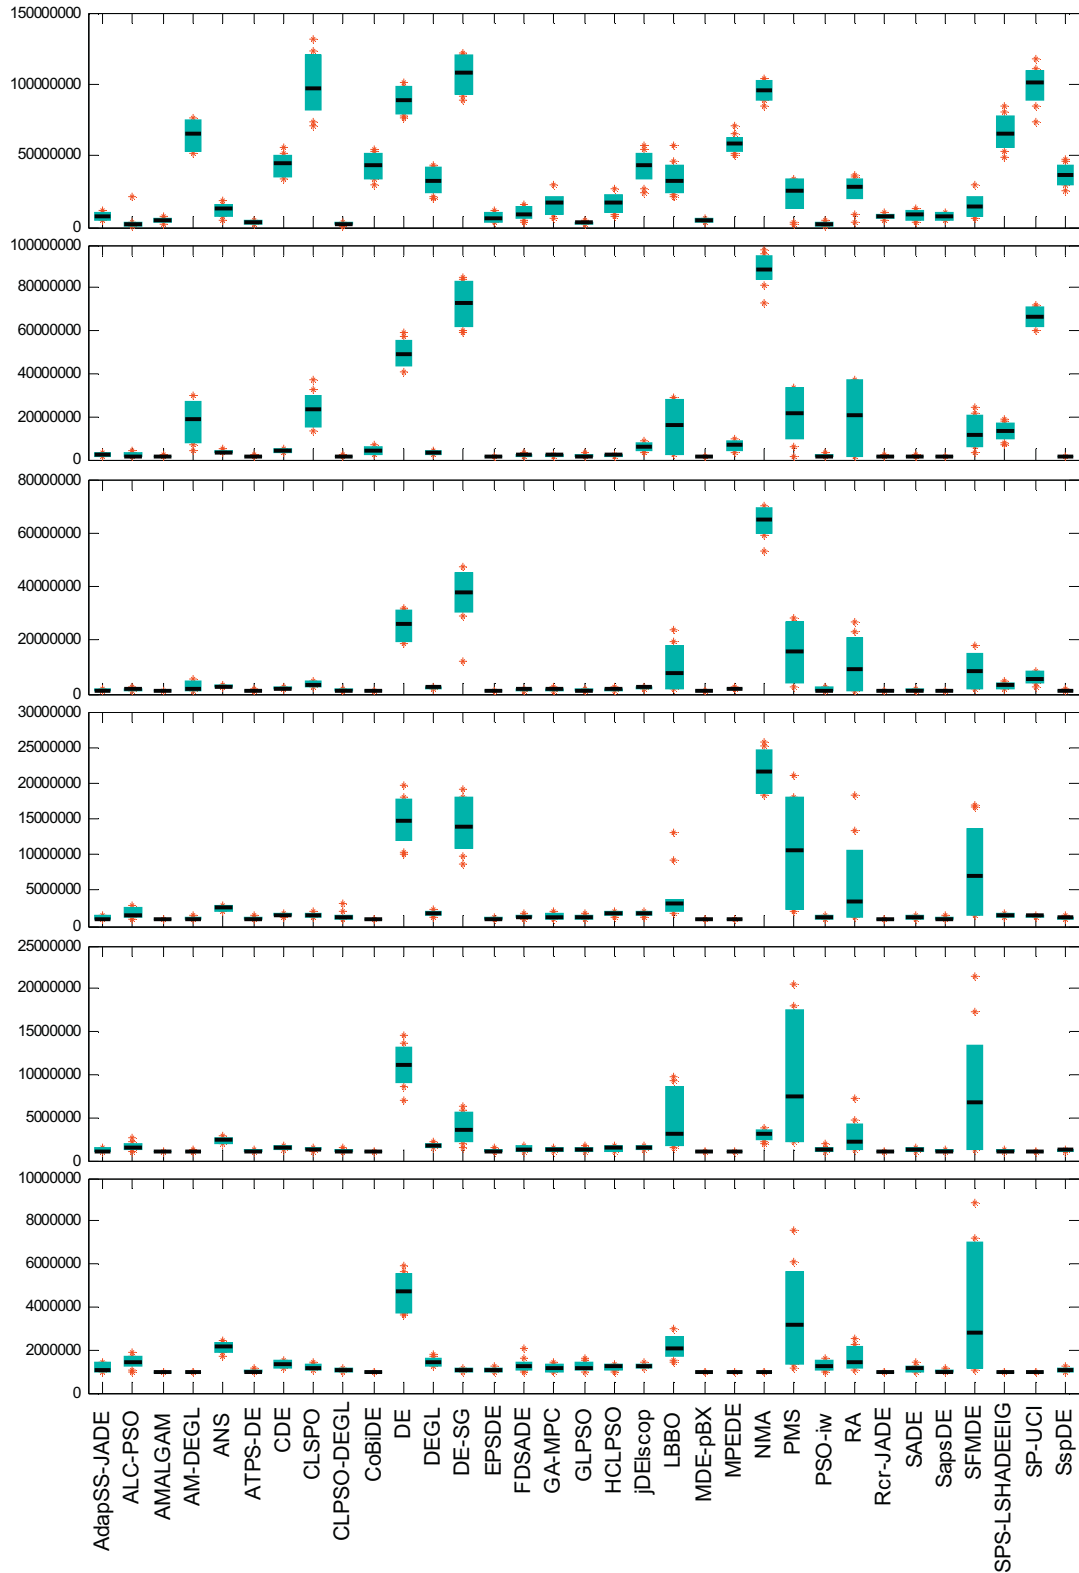 150000000
100000000
50000000
0
100000000
80000000
60000000
40000000
20000000
0
80000000
60000000
40000000
20000000
0
30000000
25000000
20000000
15000000
10000000
5000000
0
25000000
20000000
15000000
10000000
5000000
0
10000000
8000000
6000000
4000000
2000000
0
AdapSS-JADE
ALC-PSO
AMALGAM
AM-DEGL
ANS
ATPS-DE
CDE
CLSPO
CLPSO-DEGL
CoBiDE
DE
DEGL
DE-SG
EPSDE
FDSADE
GA-MPC
GLPSO
HCLPSO
jDElscop
LBBO
MDE-pBX
MPEDE
NMA
PMS
PSO-iw
RA
Rcr-JADE
SADE
SapsDE
SFMDE
SPS-LSHADEEIG
SP-UCI
SspDE